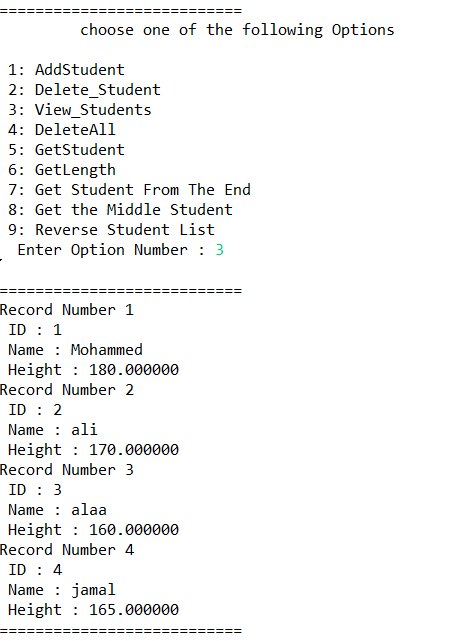 ===========================
choose one of the following Options
1: AddStudent
2: Delete_Student
3: View_Students
4: DeleteAll
5: GetStudent
6: GetLength
7: Get Student From The End
8: Get the Middle Student
9: Reverse Student List
Enter Option Number : 3
===========================
Record Number 1
ID : 1
Name : Mohammed
Height : 180.000000
Record Number 2
ID : 2
Name : ali
Height : 170.000000
Record Number 3
ID : 3
Name : alaa
Height : 160.000000
Record Number 4
ID : 4
Name : jamal
Height : 165.000000
===========================